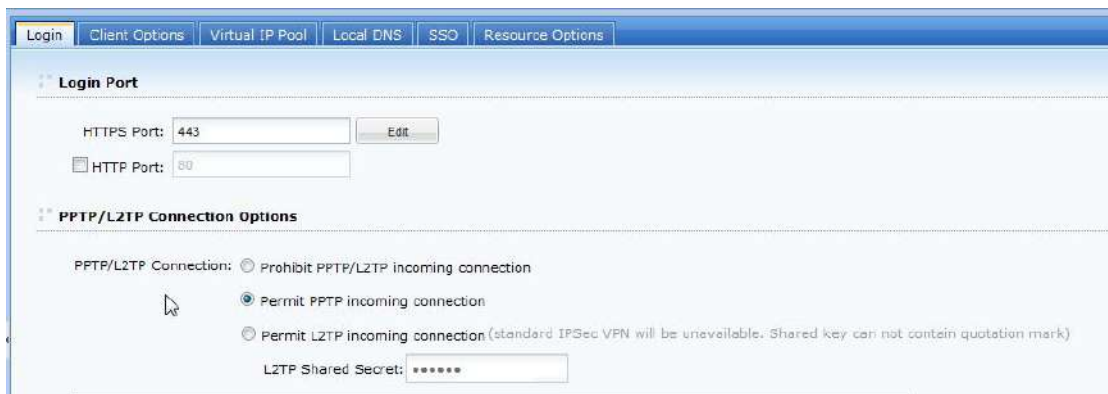 Login Client Options Virtual IP Pool Local DNS SSO Resource Options
Login Port
HTTPS Port: 443 Edit
HTTP Port: 80
PPTP/L2TP Connection Options
PPTP/L2TP Connection: Prohibit PPTP/L2TP incoming connection
Permit PPTP incoming connection
Permit L2TP incoming connection (standard IPSec VPN will be unavailable. Shared key can not contain quotation mark)
L2TP Shared Secret: ••••••